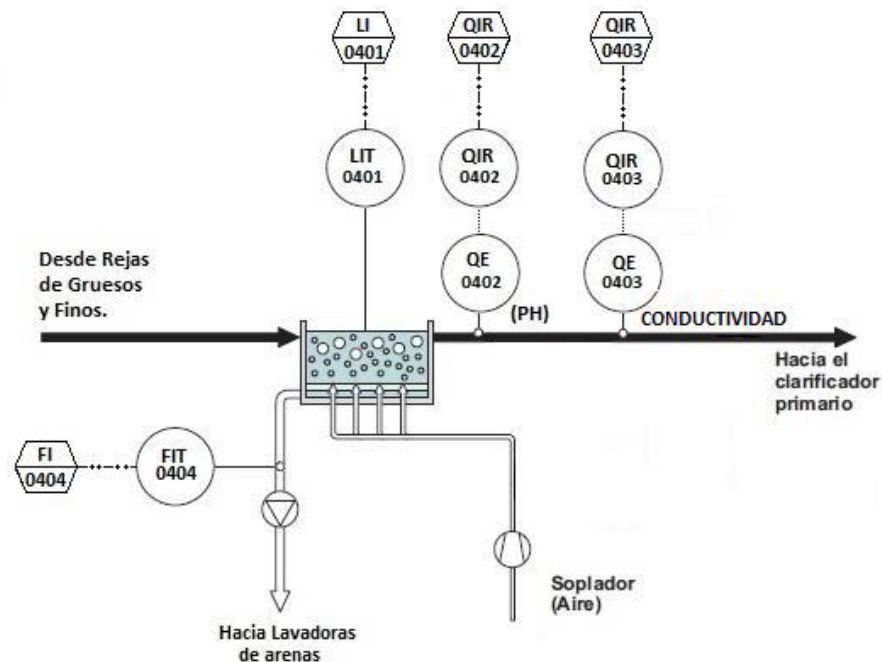 LI
0401
QIR
0402
QIR
0403
LIT
0401
QIR
0402
QIR
0403
QE
0402
QE
0403
Desde Rejas
de Gruesos
y Finos.
(PH)
CONDUCTIVIDAD
Hacia el
clarificador
primario
FI
0404
FIT
0404
Soplador
(Aire)
Hacia Lavadoras
de arenas